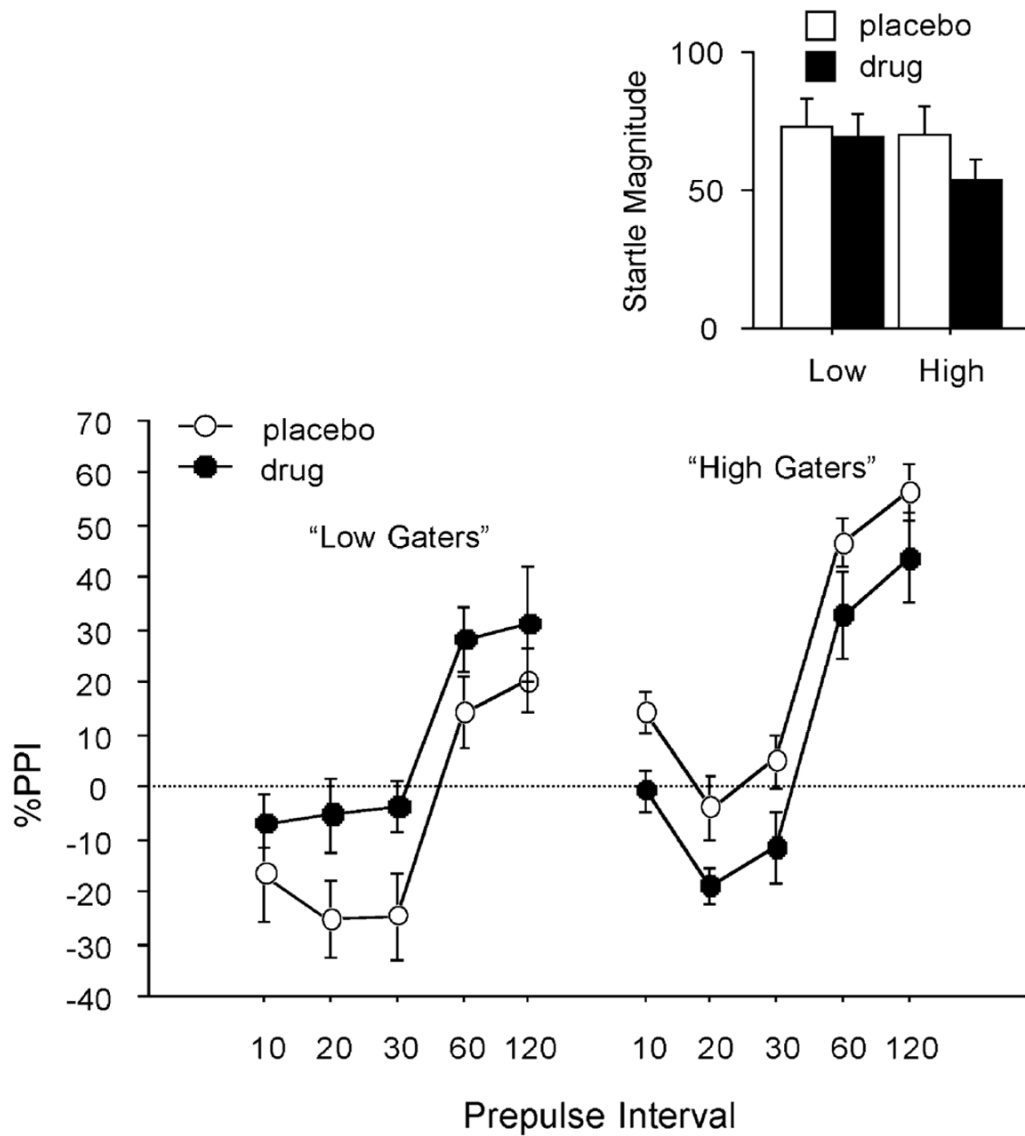 placebo
drug
100
50
0
Startle Magnitude
Low High
placebo
drug
"Low Gaters"
"High Gaters"
70
60
50
40
30
20
10
0
-10
-20
-30
-40
%PPI
10 20 30 60 120 10 20 30 60 120
Prepulse Interval